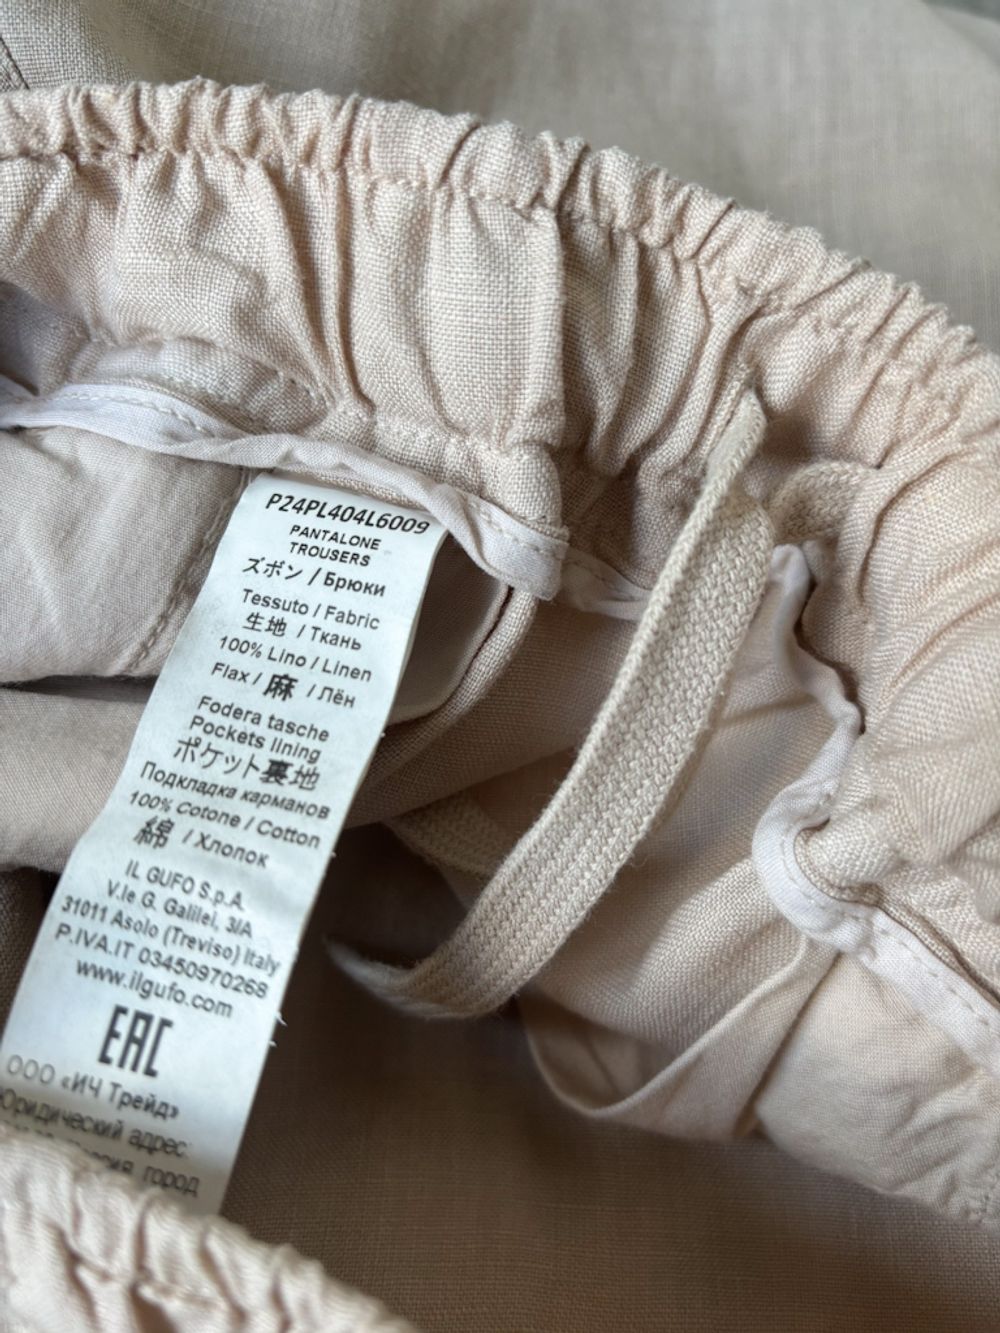 P24PL404L6009
PANTALONE
TROUSERS
ズボン / Брюки
Tessuto / Fabric
生地 / Ткань
100% Lino / Linen
Flax / 麻 / Лён
Fodera tasche
Pockets lining
ポケット裏地
Подкладка карманов
100% Cotone / Cotton
綿 / Хлопок
IL GUFO S.p.A.
V.le G. Galilei, 3/A
31011 Asolo (Treviso) Italy
P.IVA.IT 03450970268
www.ilgufo.com
EAC
ООО «ИЧ Трейд»
Юридический адрес:
город